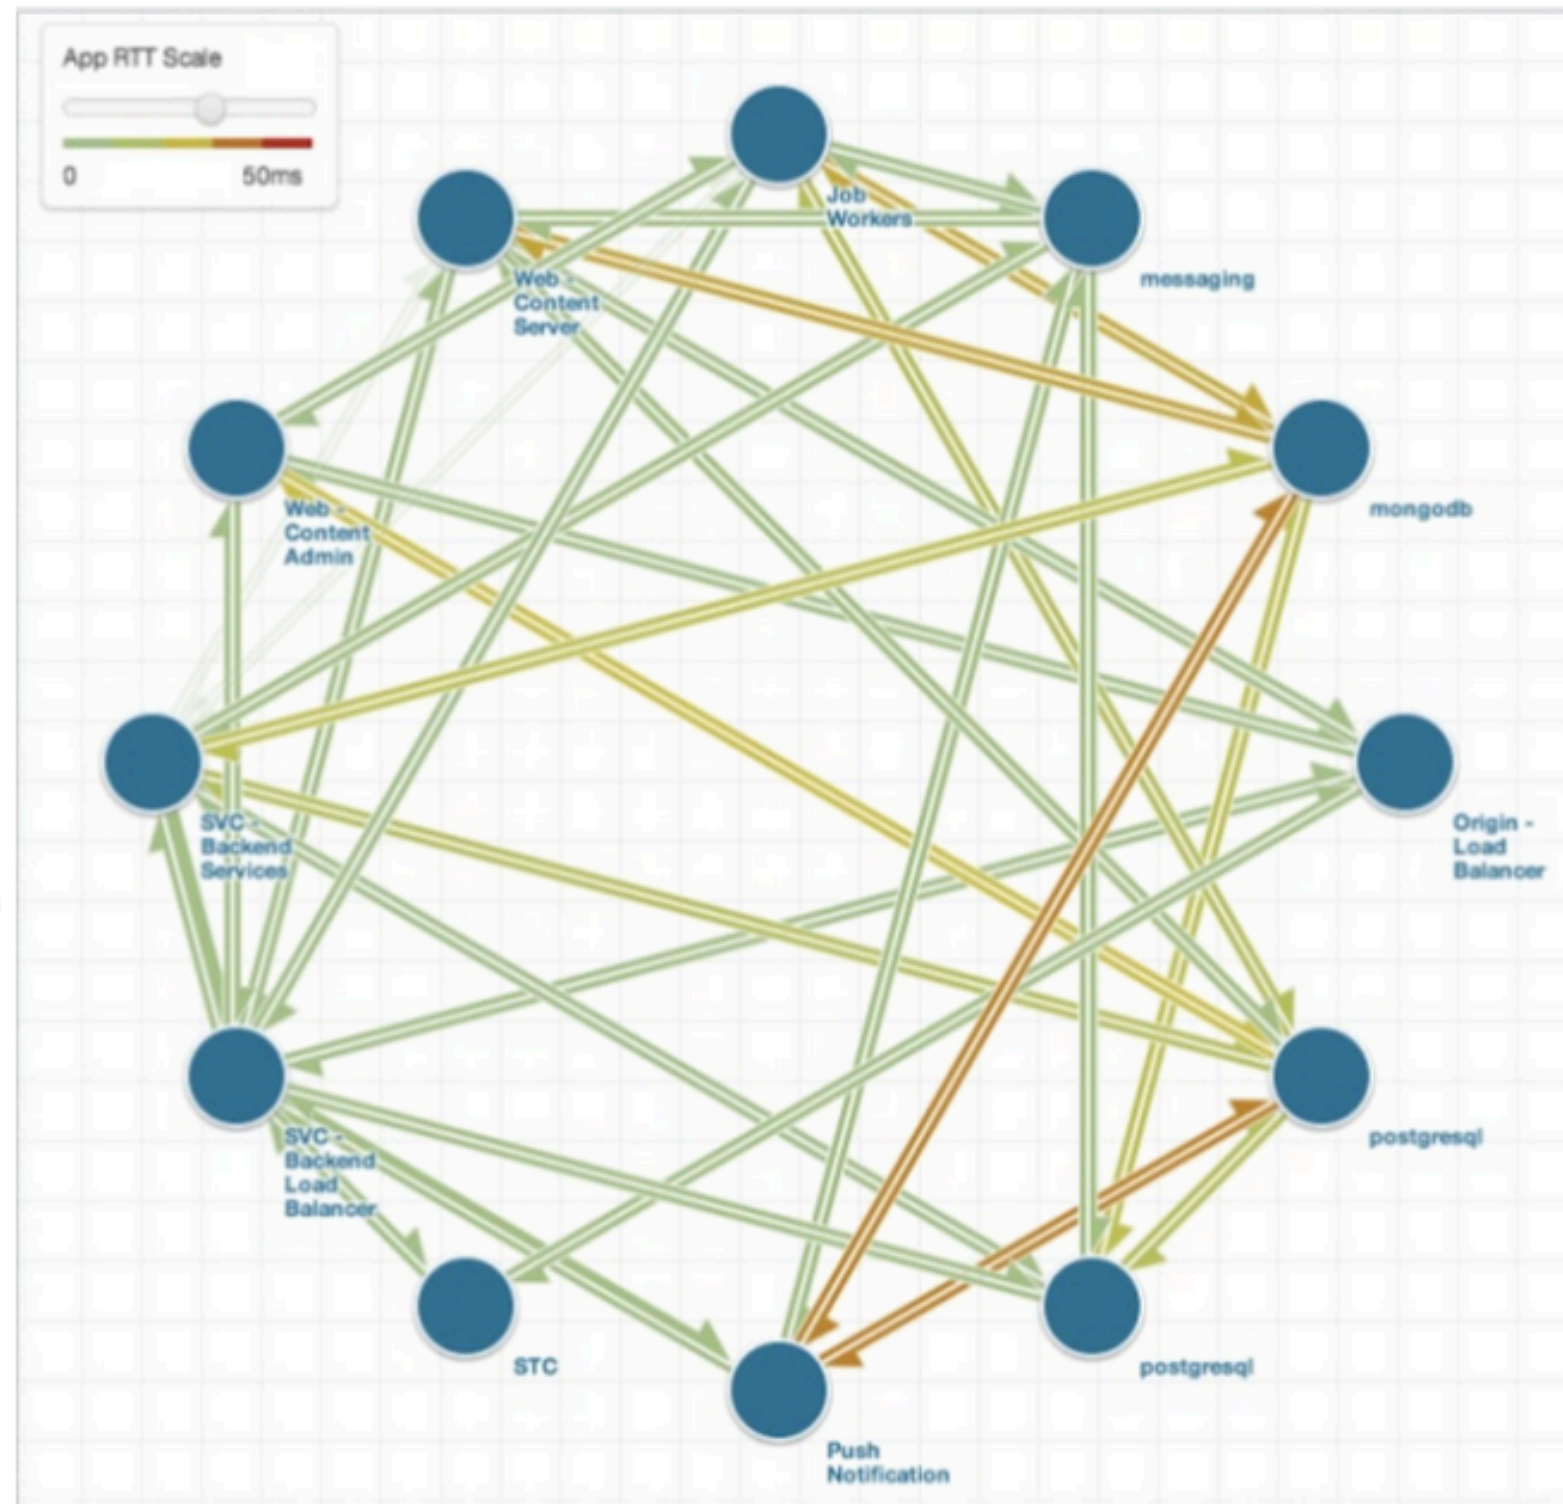 App RTT Scale
0 50ms
Job
Workers
messaging
Web -
Content
Server
mongodb
Web -
Content
Admin
Origin -
Load
Balancer
SVC -
Backend
Services
postgresql
SVC -
Backend
Load
Balancer
STC
postgresql
Push
Notification